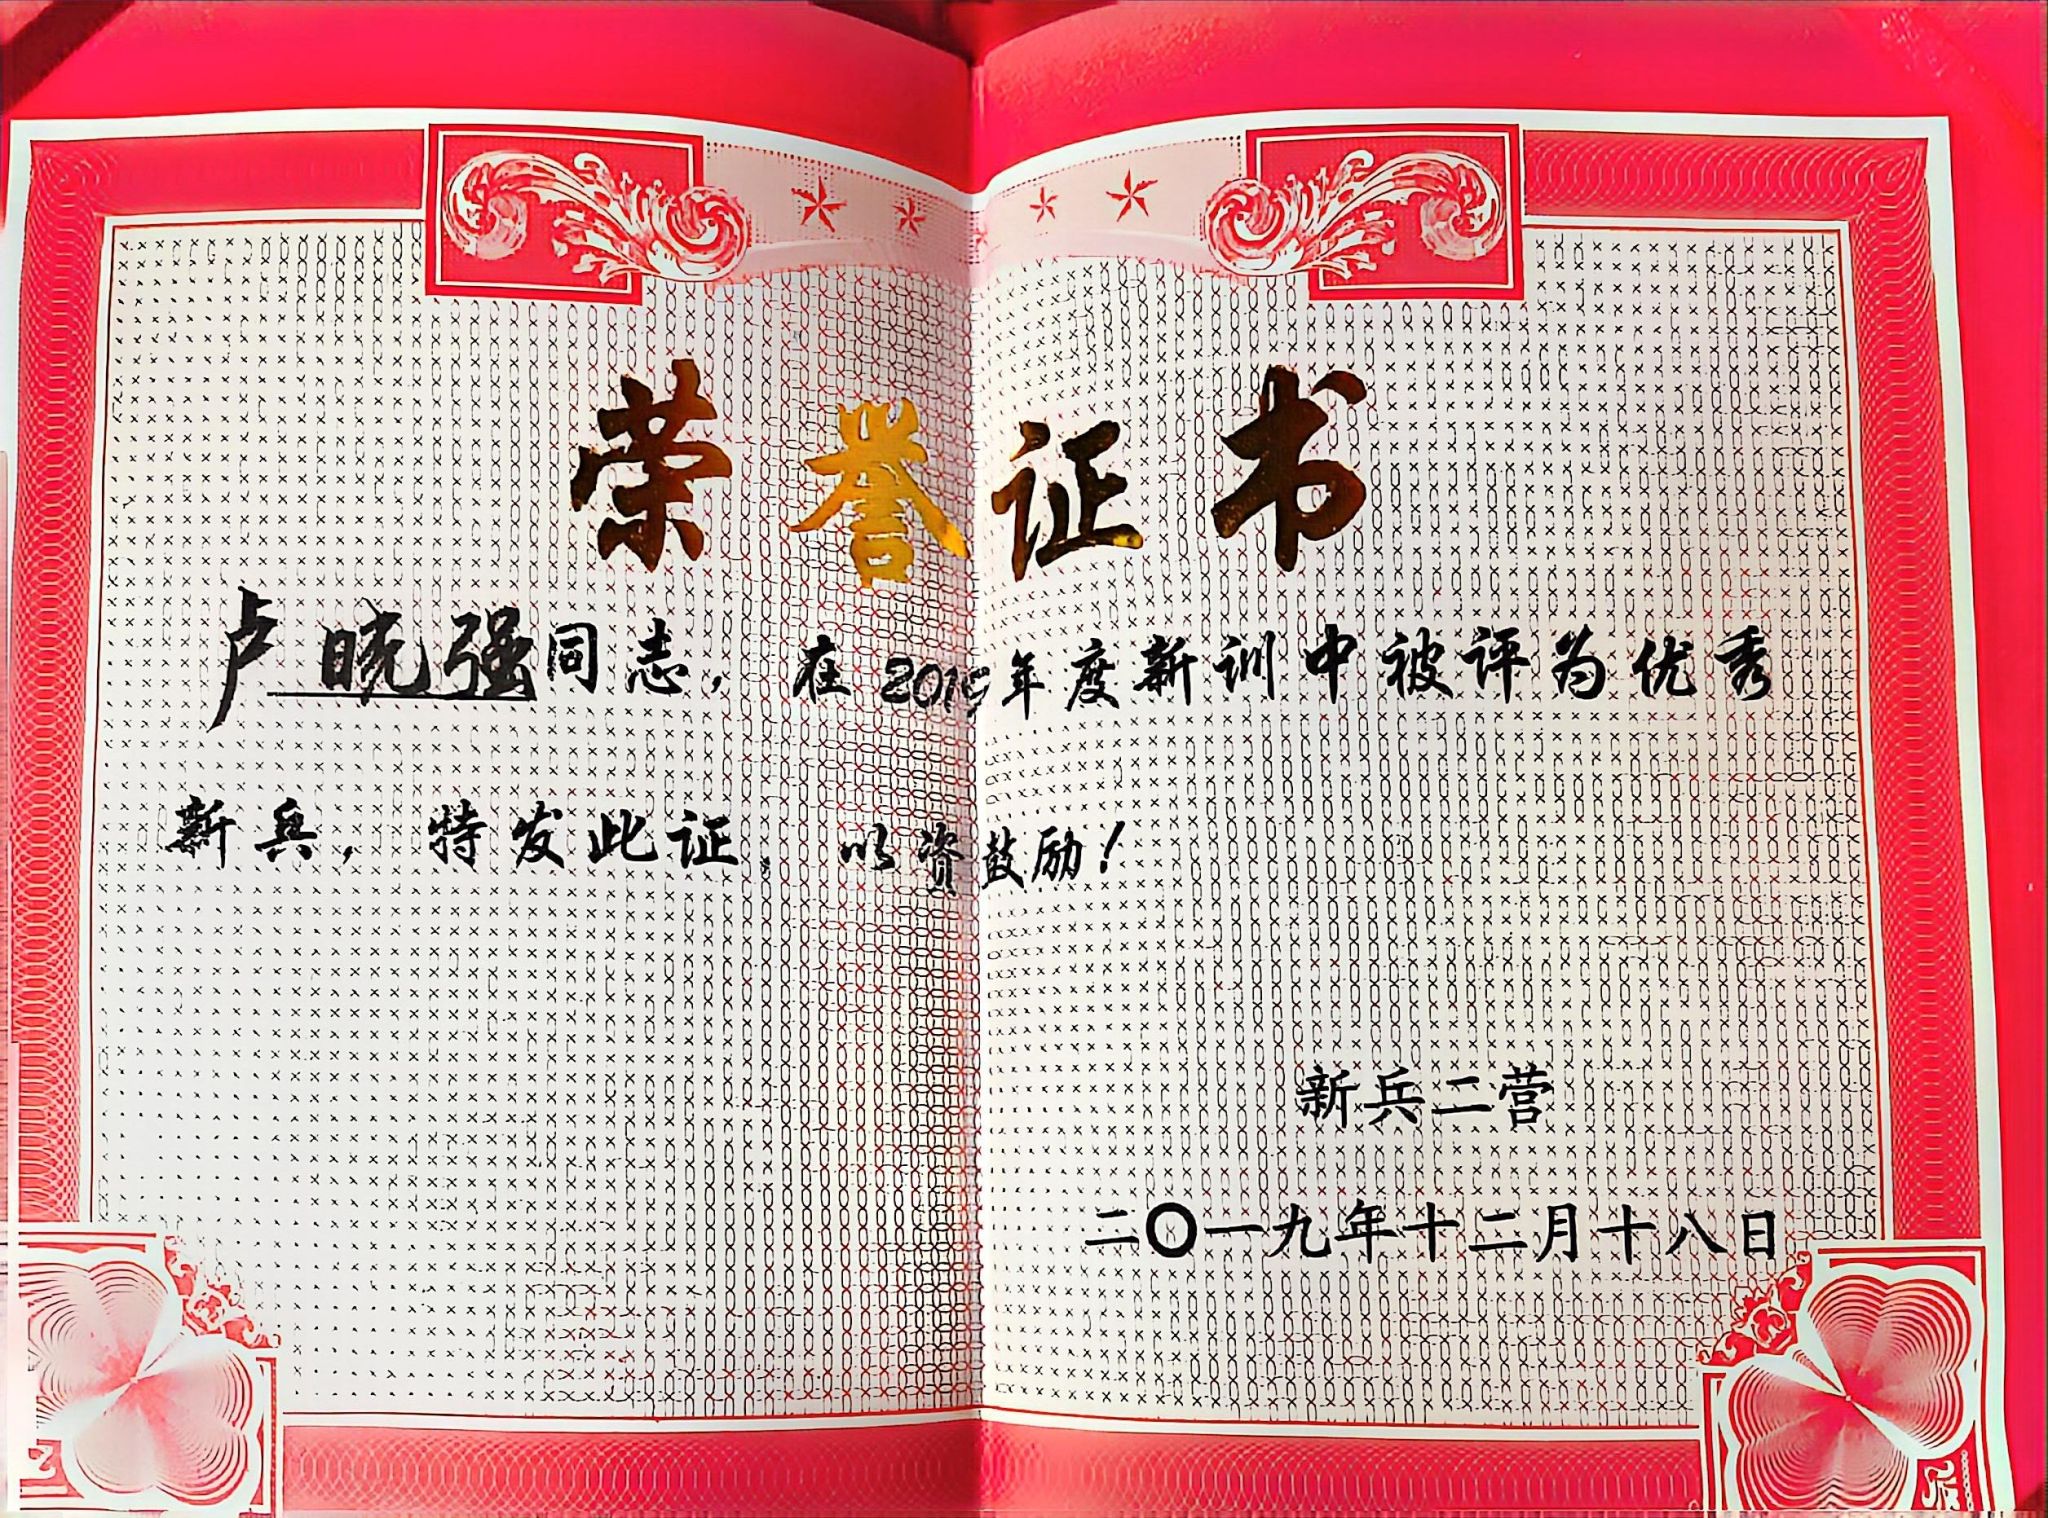 荣誉证书
卢晓强同志，在2019年度新训中被评为优秀
新兵，特发此证，以资鼓励！
新兵二营
二〇一九年十二月十八日